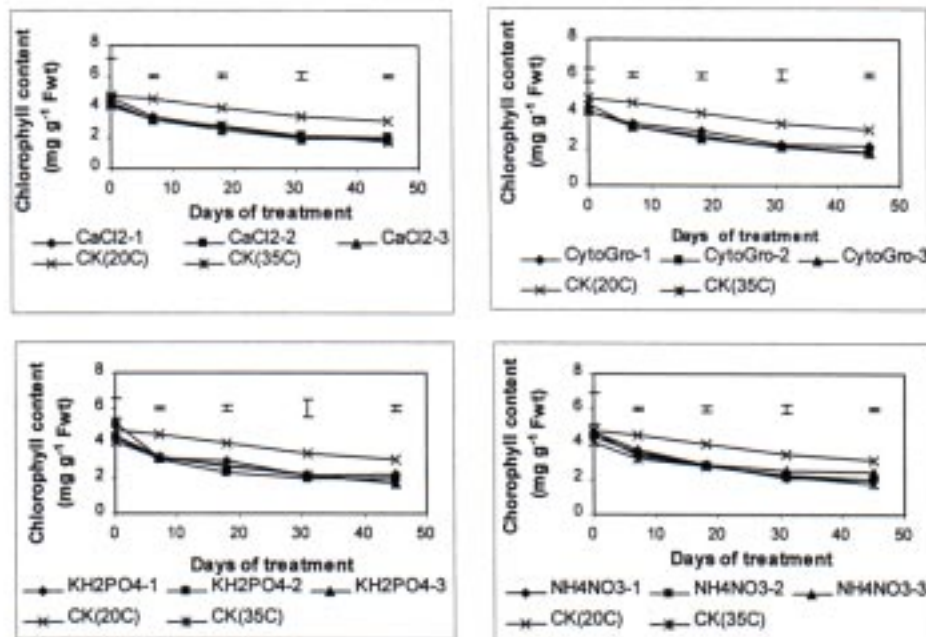 Chlorophyll content
(mg g⁻¹ Fwt)
8
6
4
2
0
0 10 20 30 40 50
Days of treatment
CaCl2-1 CaCl2-2 CaCl2-3
CK(20C) CK(35C)
Chlorophyll content
(mg g⁻¹ Fwt)
8
6
4
2
0
0 10 20 30 40 50
Days of treatment
CytoGro-1 CytoGro-2 CytoGro-3
CK(20C) CK(35C)
Chlorophyll content
(mg g⁻¹ Fwt)
8
6
4
2
0
0 10 20 30 40 50
Days of treatment
KH2PO4-1 KH2PO4-2 KH2PO4-3
CK(20C) CK(35C)
Chorophyll content
(mg g⁻¹ Fwt)
8
6
4
2
0
0 10 20 30 40 50
Days of treatment
NH4NO3-1 NH4NO3-2 NH4NO3-3
CK(20C) CK(35C)